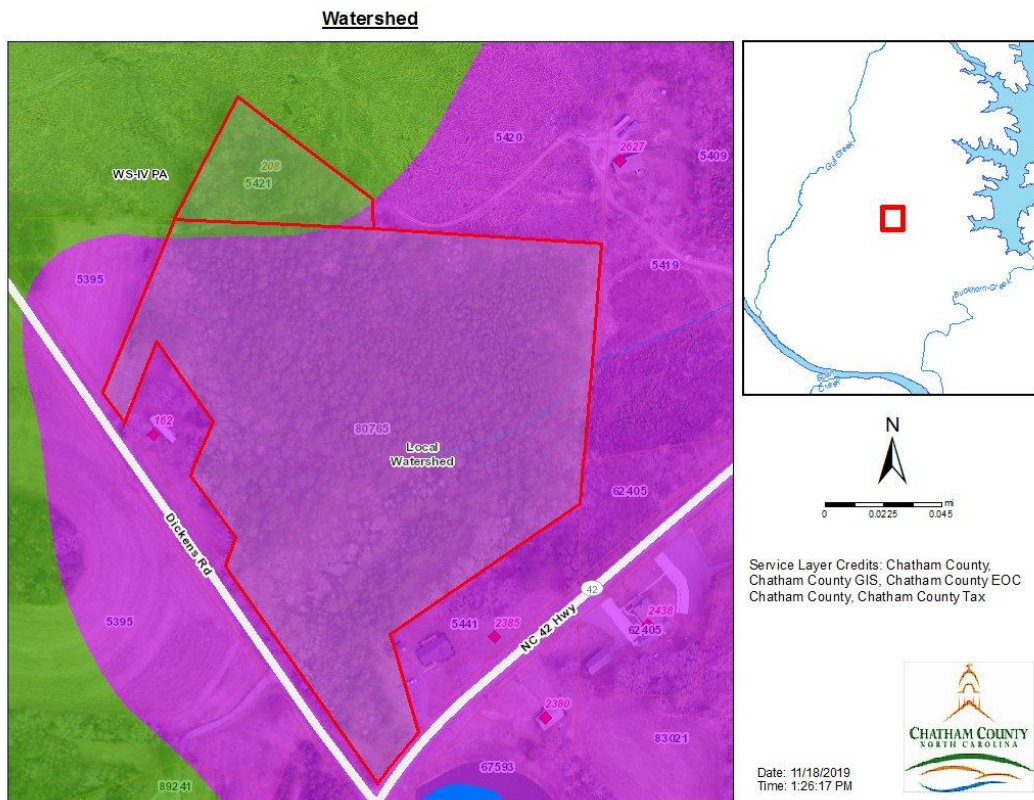 Watershed
5420
2627
5409
WS-IV PA
208
5421
5395
5419
162
80765
Local
Watershed
62405
Dickens Rd
42
NC 42 Hwy
5395
5441
2385
2438
62405
2380
83021
67593
89241
Gulf Creek
Buckhorn Creek
Creek
N
0 0.0225 0.045 mi
Service Layer Credits: Chatham County,
Chatham County GIS, Chatham County EOC
Chatham County, Chatham County Tax
CHATHAM COUNTY
NORTH CAROLINA
Date: 11/18/2019
Time: 1:26:17 PM